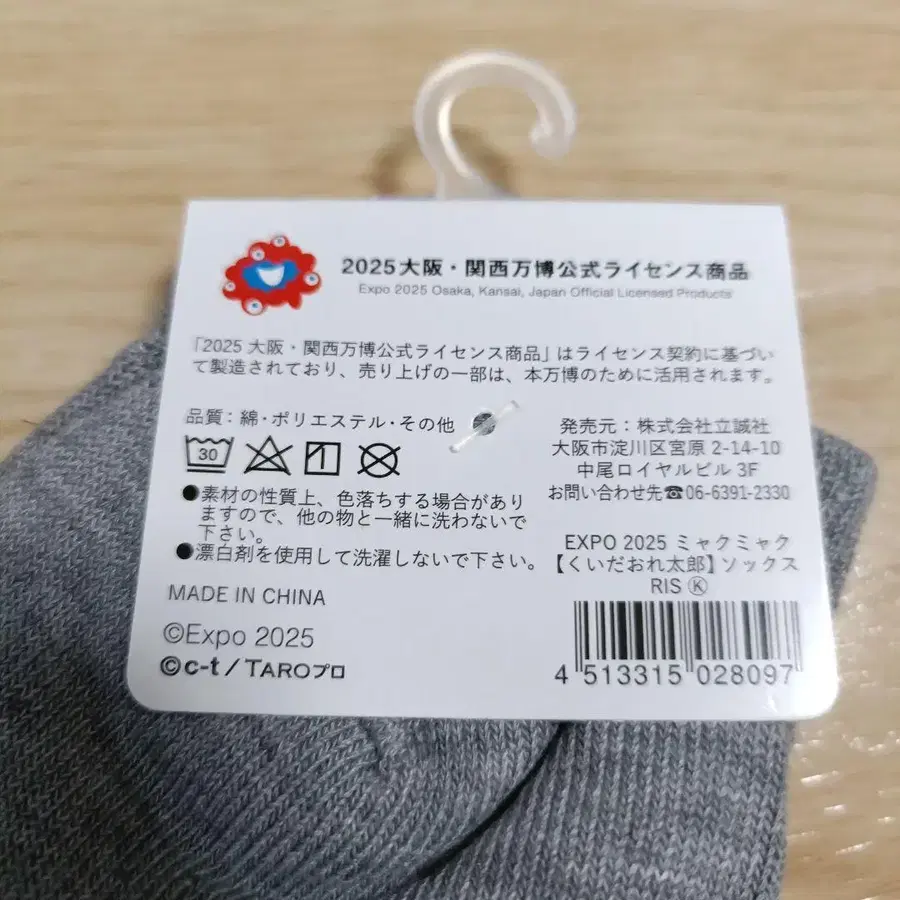 2025大阪・関西万博公式ライセンス商品
Expo 2025 Osaka, Kansai, Japan Official Licensed Products
「2025 大阪・関西万博公式ライセンス商品」はライセンス契約に基づい
て製造されており、売り上げの一部は、本万博のために活用されます。
品質：綿・ポリエステル・その他
30
●素材の性質上、色落ちする場合があり
ますので、他の物と一緒に洗わないで
下さい。
●漂白剤を使用して洗濯しないで下さい。
MADE IN CHINA
©Expo 2025
©c-t / TAROプロ
発売元：株式会社立誠社
大阪市淀川区宮原 2-14-10
中尾ロイヤルビル 3F
お問い合わせ先☎06-6391-2330
EXPO 2025 ミャクミャク
【くいだおれ太郎】ソックス
RIS Ⓚ
4 513315 028097